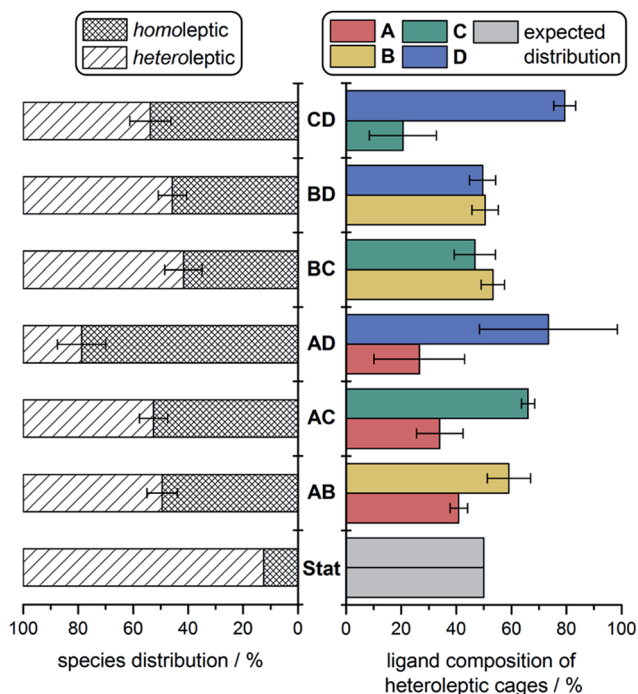 homoleptic
heteroleptic
A C expected
B D distribution
CD
BD
BC
AD
AC
AB
Stat
100 80 60 40 20 0
0 20 40 60 80 100
species distribution / %
ligand composition of
heteroleptic cages / %